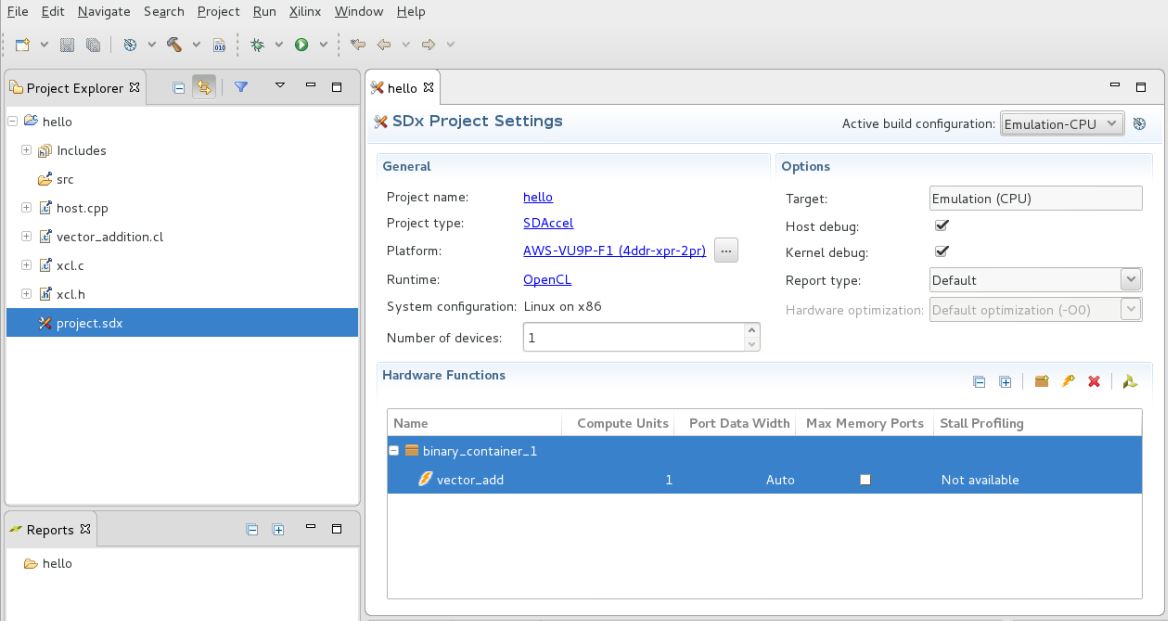 File Edit Navigate Search Project Run Xilinx Window Help
010
Project Explorer
hello
Includes
src
host.cpp
vector_addition.cl
xcl.c
xcl.h
project.sdx
Reports
hello
hello
SDx Project Settings
Active build configuration: Emulation-CPU
General
Project name: hello
Project type: SDAccel
Platform: AWS-VU9P-F1 (4ddr-xpr-2pr) ...
Runtime: OpenCL
System configuration: Linux on x86
Number of devices: 1
Options
Target: Emulation (CPU)
Host debug:
Kernel debug:
Report type: Default
Hardware optimization: Default optimization (-O0)
Hardware Functions
Name Compute Units Port Data Width Max Memory Ports Stall Profiling
binary_container_1
vector_add 1 Auto Not available